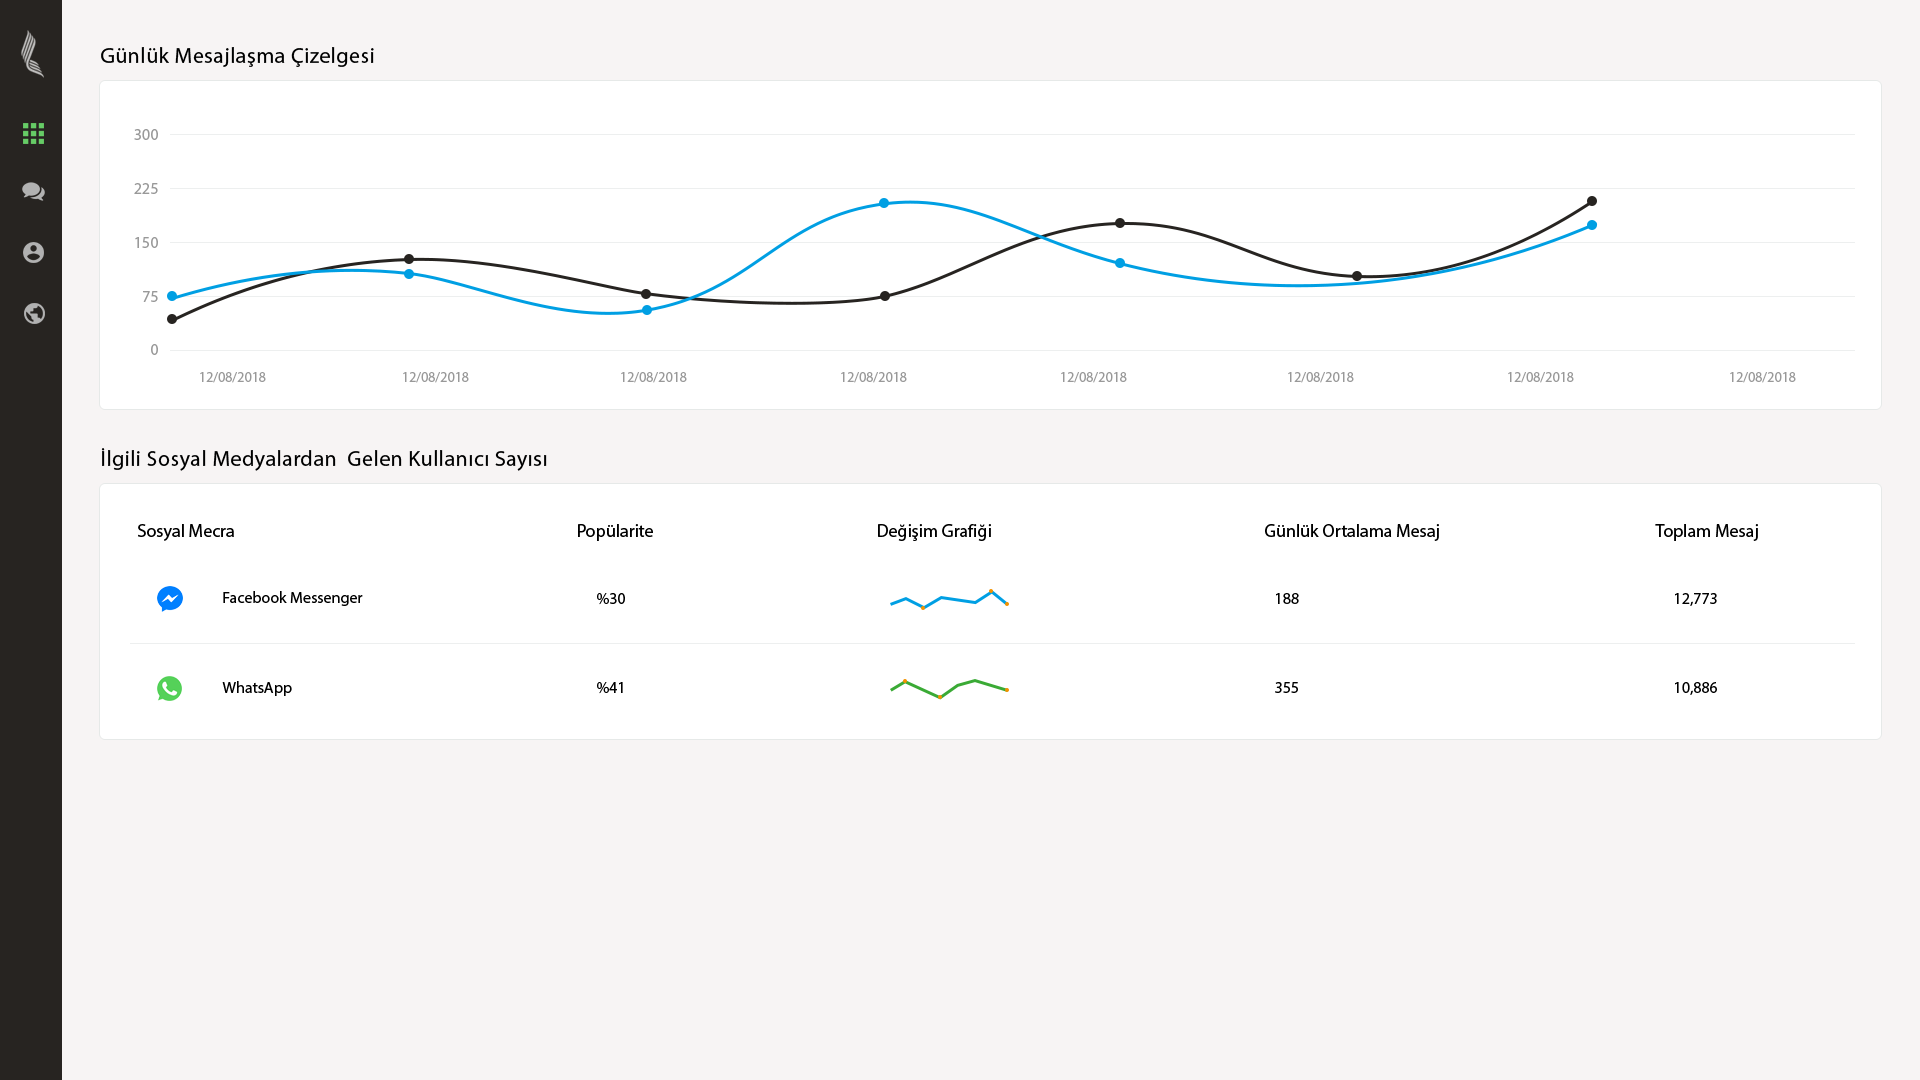 Günlük Mesajlaşma Çizelgesi
300
225
150
75
0
12/08/2018 12/08/2018 12/08/2018 12/08/2018 12/08/2018 12/08/2018 12/08/2018 12/08/2018
İlgili Sosyal Medyalardan  Gelen Kullanıcı Sayısı
Sosyal Mecra Popülarite Değişim Grafiği Günlük Ortalama Mesaj Toplam Mesaj
Facebook Messenger %30 188 12,773
WhatsApp %41 355 10,886